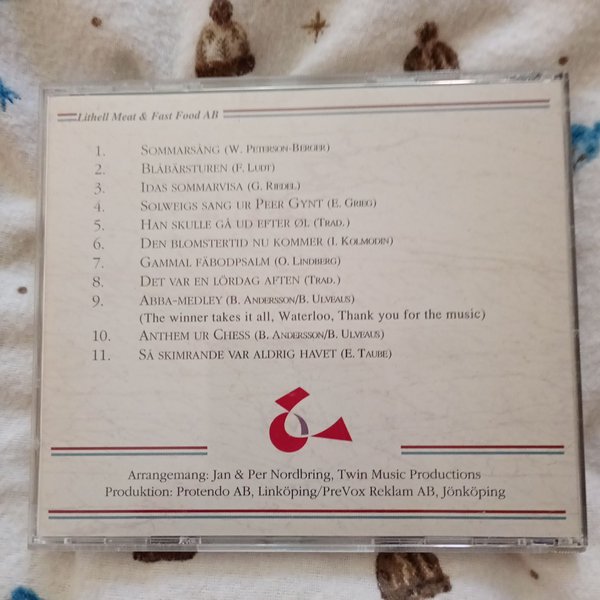 Lithell Meat & Fast Food AB
1. Sommarsång (W. Peterson-Berger)
2. Blåbärsturen (F. Ludt)
3. Idas sommarvisa (G. Riedel)
4. Solweigs sang ur Peer Gynt (E. Grieg)
5. Han skulle gå ud efter øl (Trad.)
6. Den blomstertid nu kommer (I. Kolmodin)
7. Gammal fäbodpsalm (O. Lindberg)
8. Det var en lördag aften (Trad.)
9. Abba-medley (B. Andersson/B. Ulveaus)
(The winner takes it all, Waterloo, Thank you for the music)
10. Anthem ur Chess (B. Andersson/B. Ulveaus)
11. Så skimrande var aldrig havet (E. Taube)
Arrangemang: Jan & Per Nordbring, Twin Music Productions
Produktion: Protendo AB, Linköping/PreVox Reklam AB, Jönköping